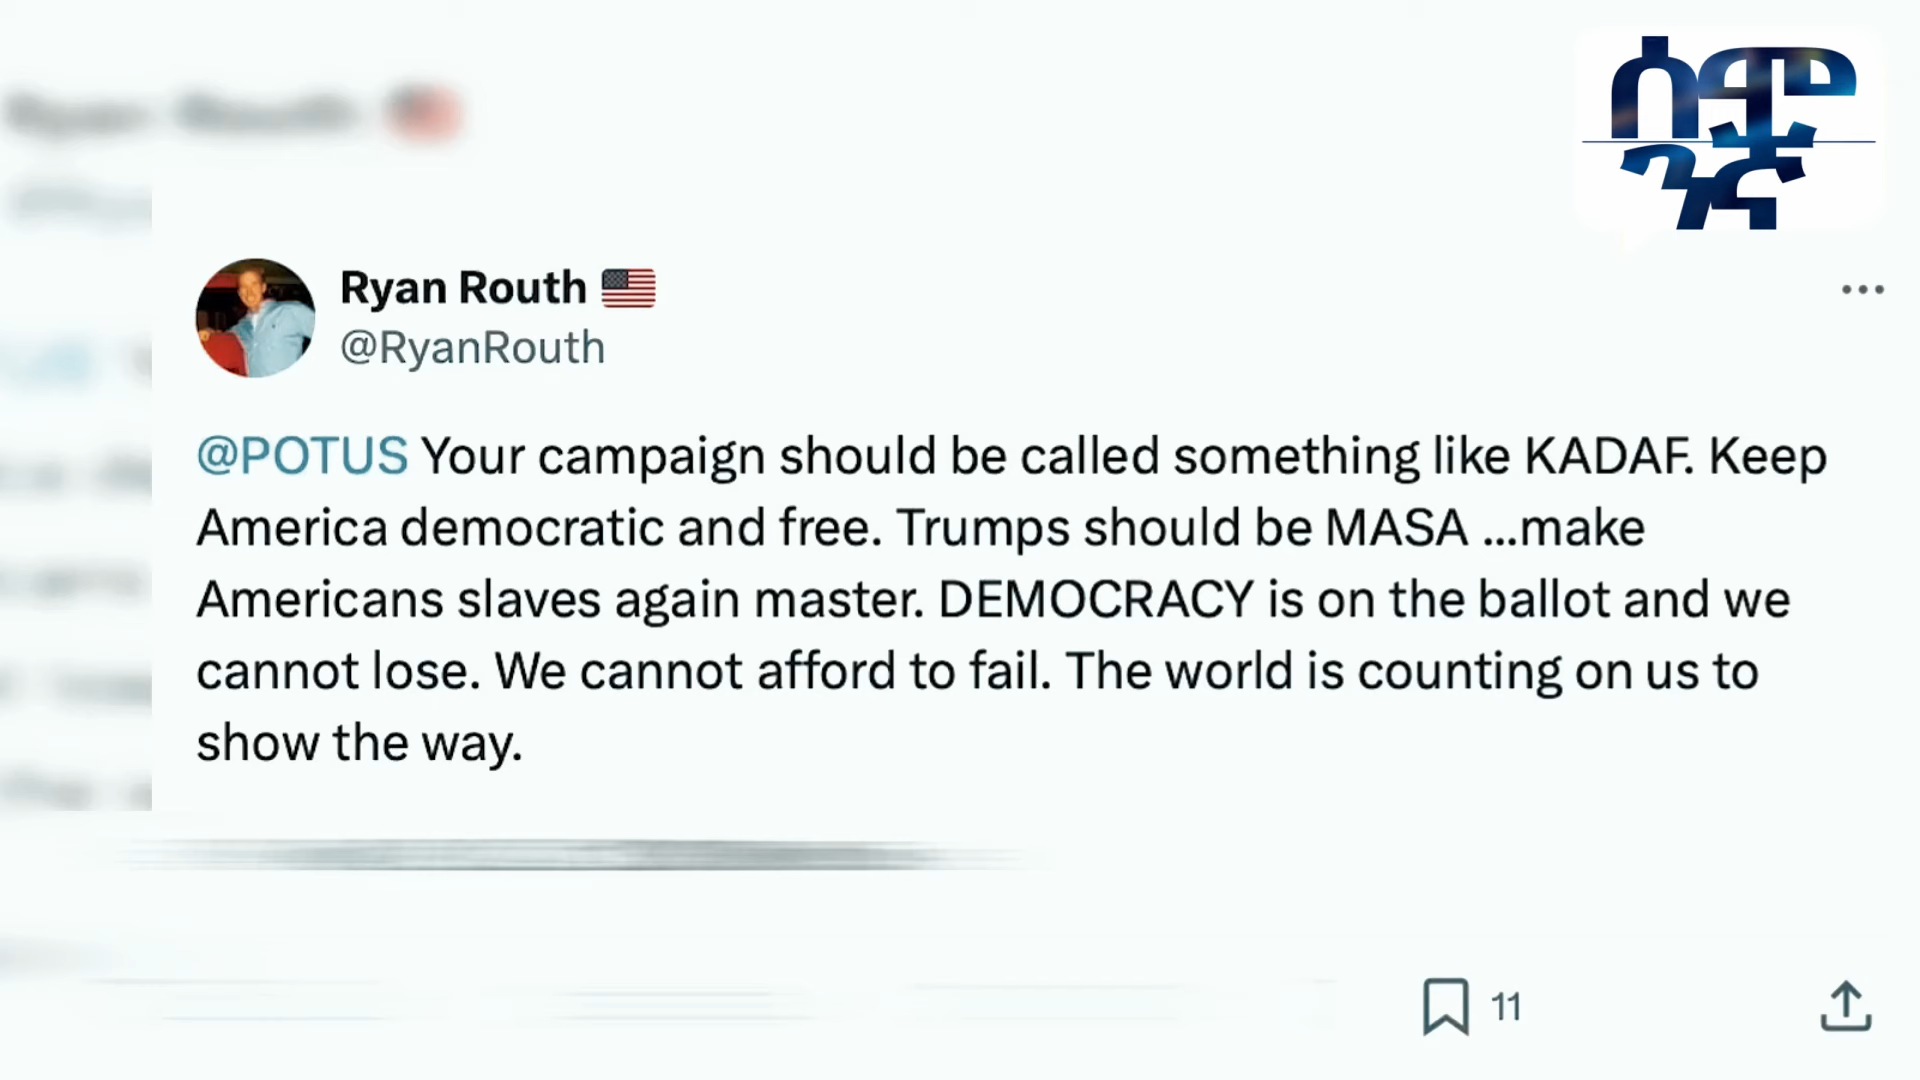 Ryan Routh
@RyanRouth
@POTUS Your campaign should be called something like KADAF. Keep
America democratic and free. Trumps should be MASA ...make
Americans slaves again master. DEMOCRACY is on the ballot and we
cannot lose. We cannot afford to fail. The world is counting on us to
show the way.
11